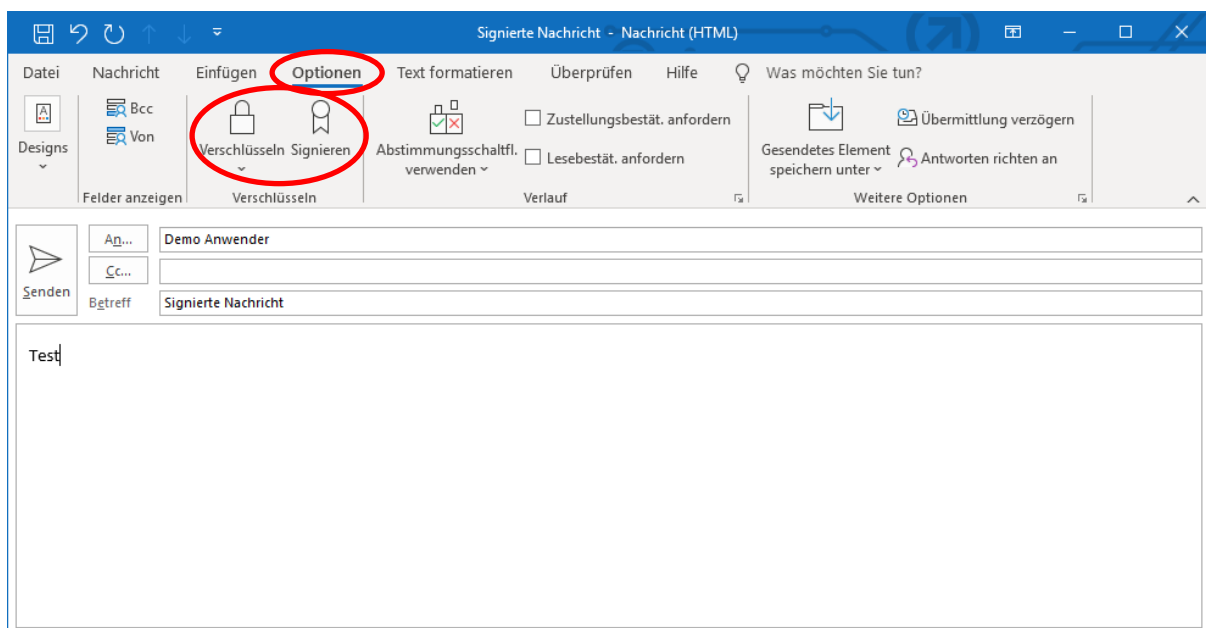 Signierte Nachricht - Nachricht (HTML)
Datei Nachricht Einfügen Optionen Text formatieren Überprüfen Hilfe Was möchten Sie tun?
Designs
Bcc
Von
Felder anzeigen
Verschlüsseln Signieren
Verschlüsseln
Abstimmungsschaltfl.
verwenden
Zustellungsbestät. anfordern
Lesebestät. anfordern
Verlauf
Gesendetes Element
speichern unter
Übermittlung verzögern
Antworten richten an
Weitere Optionen
Senden
An... Demo Anwender
Cc...
Betreff Signierte Nachricht
Test